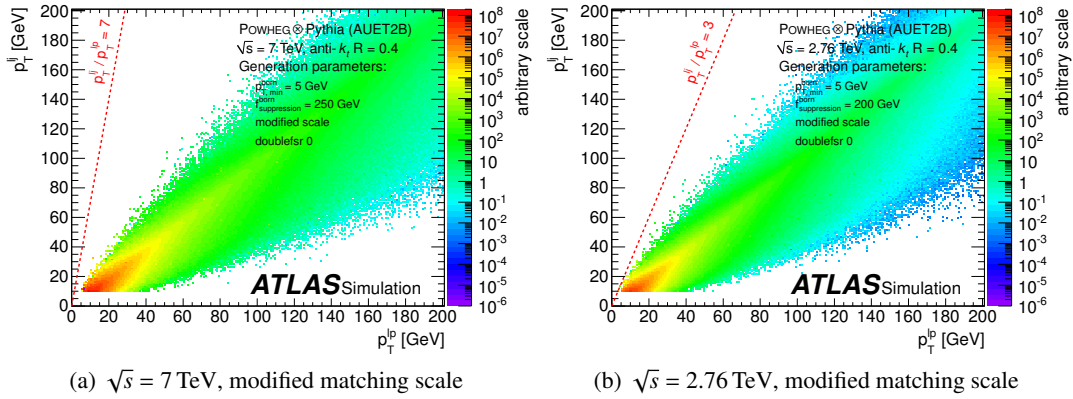 p_T^lj [GeV]
200
180
160
140
120
100
80
60
40
20
0
0 20 40 60 80 100 120 140 160 180 200
p_T^lp [GeV]
p_T^lj / p_T^lp = 7
POWHEG⊗Pythia (AUET2B)
√s = 7 TeV, anti- k_t R = 0.4
Generation parameters:
p_T,min^born = 5 GeV
f_suppression^born = 250 GeV
modified scale
doublefsr 0
ATLAS Simulation
arbitrary scale
10^8
10^7
10^6
10^5
10^4
10^3
10^2
10
1
10^-1
10^-2
10^-3
10^-4
10^-5
10^-6
(a) √s = 7 TeV, modified matching scale
p_T^lj [GeV]
200
180
160
140
120
100
80
60
40
20
0
0 20 40 60 80 100 120 140 160 180 200
p_T^lp [GeV]
p_T^lj / p_T^lp = 3
POWHEG⊗Pythia (AUET2B)
√s = 2.76 TeV, anti- k_t R = 0.4
Generation parameters:
p_T,min^born = 5 GeV
f_suppression^born = 200 GeV
modified scale
doublefsr 0
ATLAS Simulation
arbitrary scale
10^8
10^7
10^6
10^5
10^4
10^3
10^2
10
1
10^-1
10^-2
10^-3
10^-4
10^-5
10^-6
(b) √s = 2.76 TeV, modified matching scale